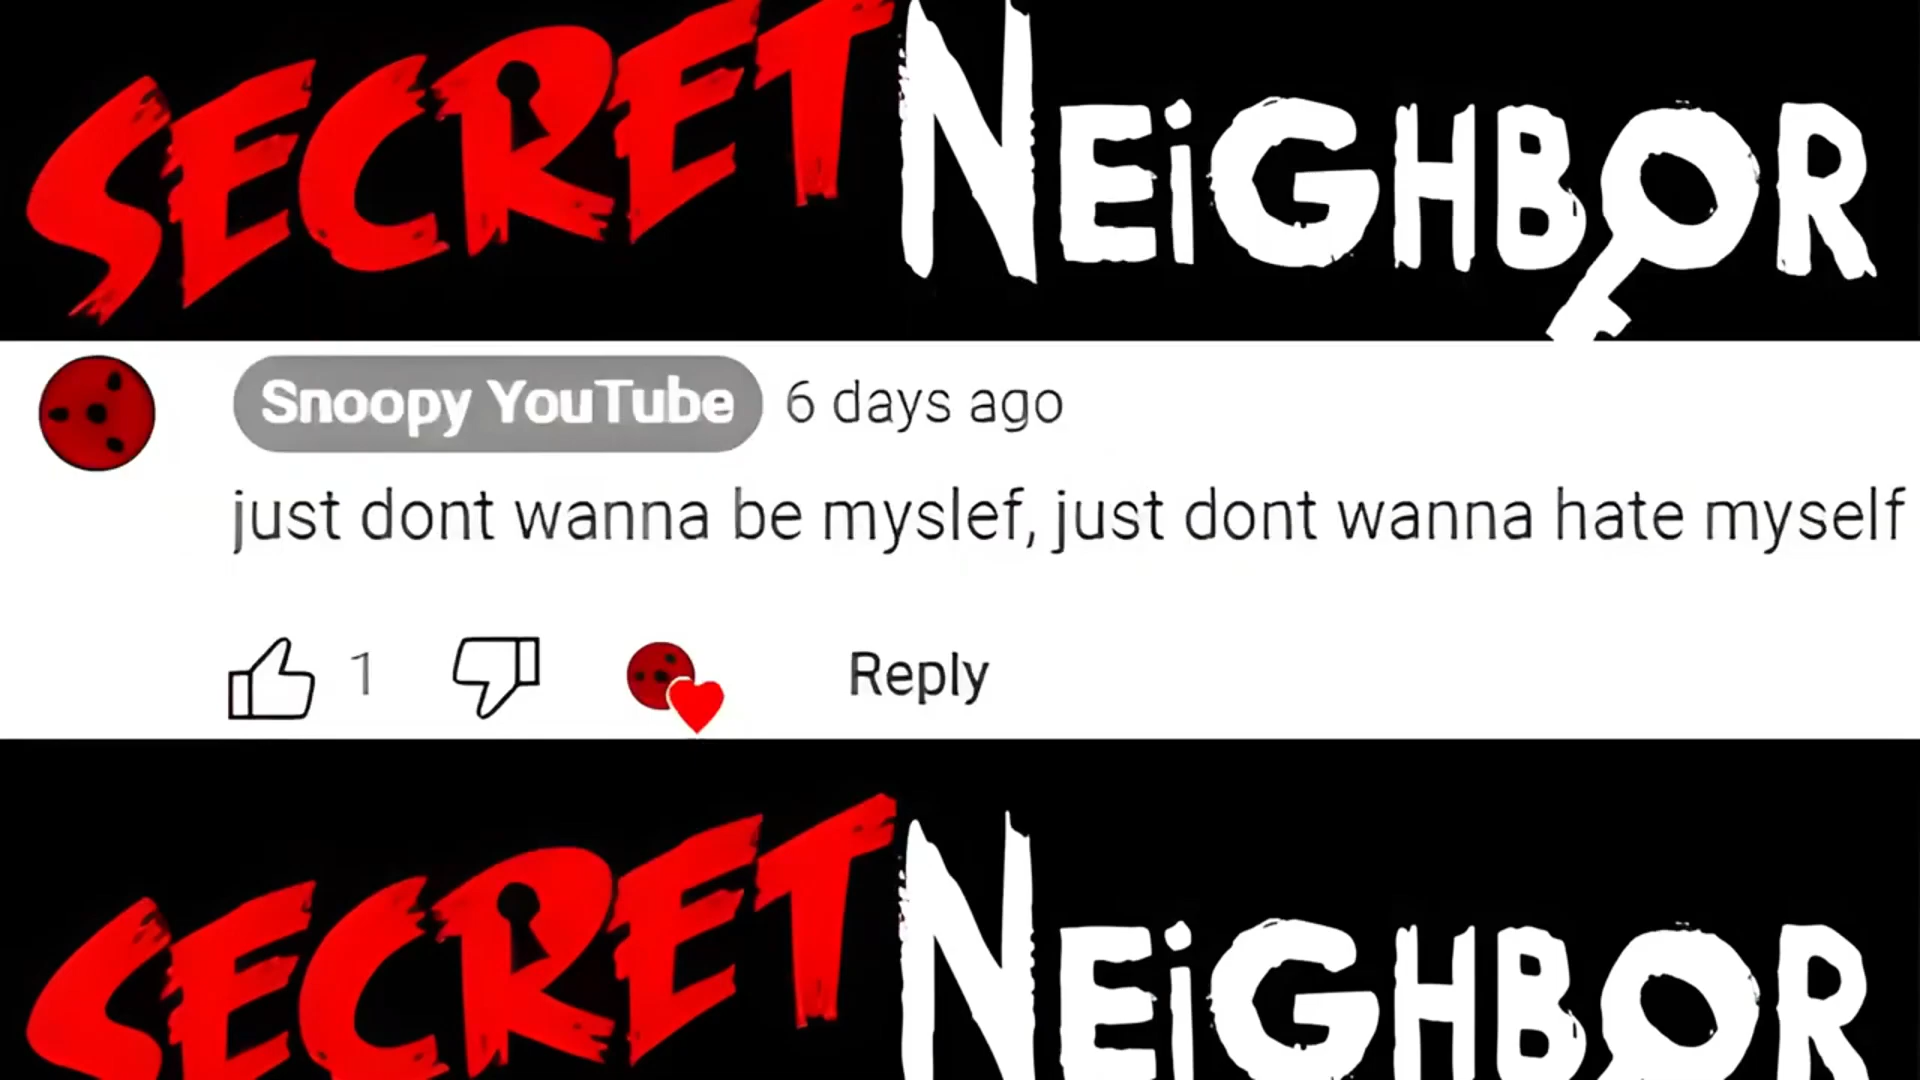 SECRET NEiGHBOR
Snoopy YouTube 6 days ago
just dont wanna be myslef, just dont wanna hate myself
1 Reply
SECRET NEiGHBOR